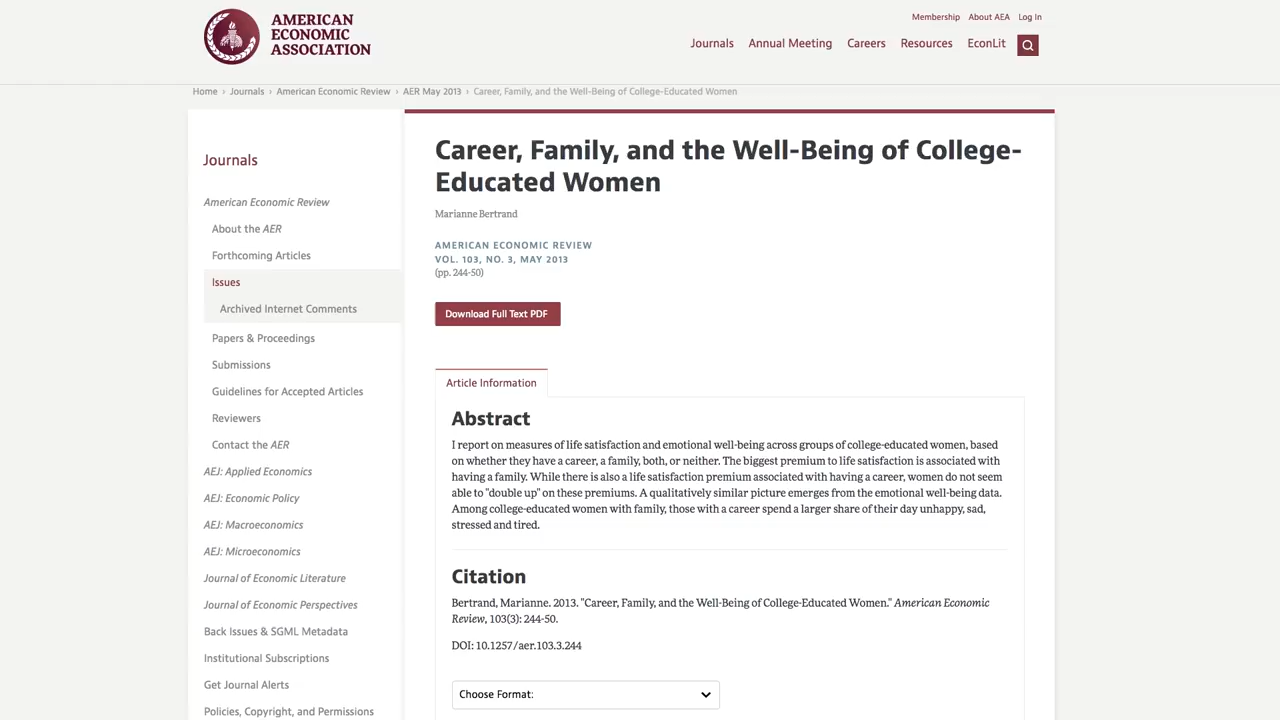 AMERICAN
ECONOMIC
ASSOCIATION
Membership About AEA Log In
Journals Annual Meeting Careers Resources EconLit
Home › Journals › American Economic Review › AER May 2013 › Career, Family, and the Well-Being of College-Educated Women
Journals
American Economic Review
About the AER
Forthcoming Articles
Issues
Archived Internet Comments
Papers & Proceedings
Submissions
Guidelines for Accepted Articles
Reviewers
Contact the AER
AEJ: Applied Economics
AEJ: Economic Policy
AEJ: Macroeconomics
AEJ: Microeconomics
Journal of Economic Literature
Journal of Economic Perspectives
Back Issues & SGML Metadata
Institutional Subscriptions
Get Journal Alerts
Policies, Copyright, and Permissions
Career, Family, and the Well-Being of College-
Educated Women
Marianne Bertrand
AMERICAN ECONOMIC REVIEW
VOL. 103, NO. 3, MAY 2013
(pp. 244-50)
Download Full Text PDF
Article Information
Abstract
I report on measures of life satisfaction and emotional well-being across groups of college-educated women, based
on whether they have a career, a family, both, or neither. The biggest premium to life satisfaction is associated with
having a family. While there is also a life satisfaction premium associated with having a career, women do not seem
able to "double up" on these premiums. A qualitatively similar picture emerges from the emotional well-being data.
Among college-educated women with family, those with a career spend a larger share of their day unhappy, sad,
stressed and tired.
Citation
Bertrand, Marianne. 2013. "Career, Family, and the Well-Being of College-Educated Women." American Economic
Review, 103(3): 244-50.
DOI: 10.1257/aer.103.3.244
Choose Format: